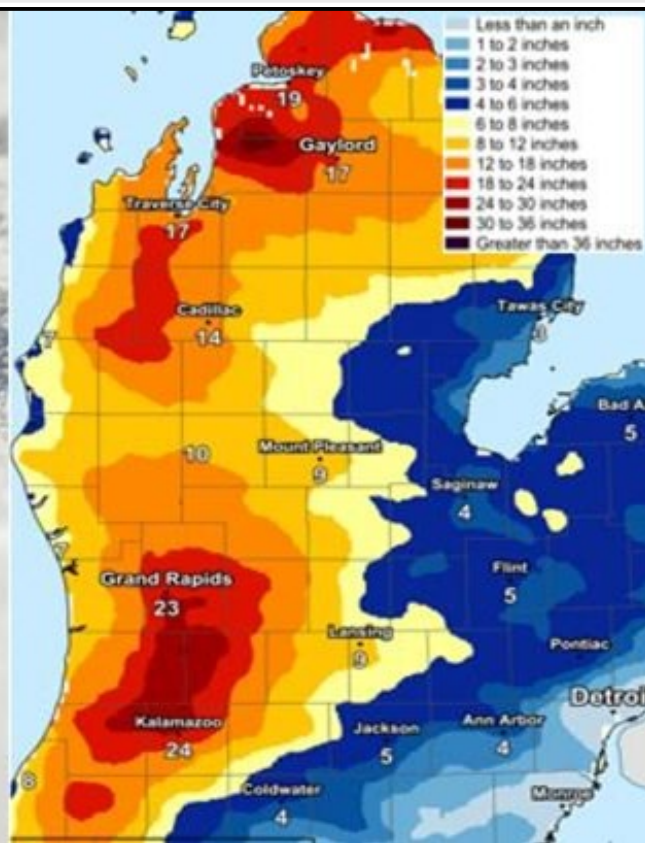 Less than an inch
1 to 2 inches
2 to 3 inches
3 to 4 inches
4 to 6 inches
6 to 8 inches
8 to 12 inches
12 to 18 inches
18 to 24 inches
24 to 30 inches
30 to 36 inches
Greater than 36 inches
Petoskey
19
Gaylord
17
Traverse City
17
Cadillac
14
Tawas City
3
7
Bad A
5
10
Mount Pleasant
9
Saginaw
4
Flint
5
Grand Rapids
23
Lansing
9
Pontiac
Detroi
Kalamazoo
24
Jackson
5
Ann Arbor
4
8
Coldwater
4
Monroe